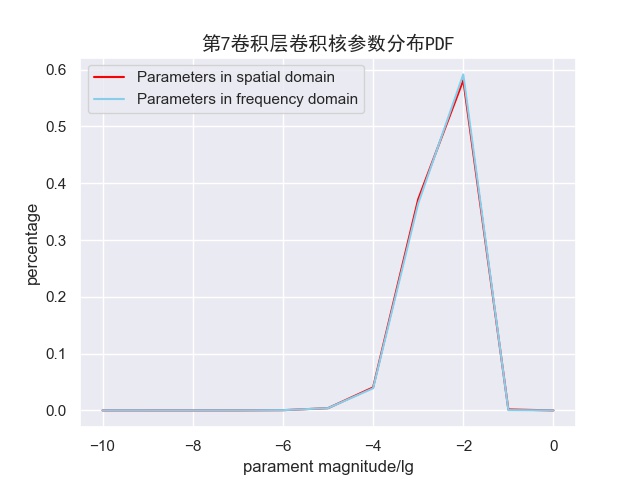 第7卷积层卷积核参数分布PDF
Parameters in spatial domain
Parameters in frequency domain
0.6
0.5
0.4
0.3
0.2
0.1
0.0
percentage
−10
−8
−6
−4
−2
0
parament magnitude/lg